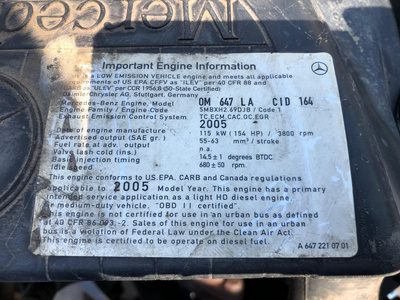 Merced
Important Engine Information
LOW EMISSION VEHICLE engine and meets all applicable
requirements of US EPA,CFFV as "ILEV" per 40 CFR 88 and
as "ULEV" per CCR 1956.8 (50-State Certified)
Daimler Chrysler AG, Stuttgart, Germany
Mercedes-Benz Engine, Model OM 647 LA CID 164
Engine Family / Engine Code 5MBXH2.69DJB / Code 1
Exhaust Emission Control System TC,ECM,CAC,OC,EGR
Date of engine manufacture 2005
Advertised output (SAE gr.) 115 kW (154 HP) / 3800 rpm
Fuel rate at adv. output 55-63 mm³ / stroke
Valve lash cold (ins.) n.a.
Basic injection timing 14.5±1 degrees BTDC
Idle speed 680±50 rpm
This engine conforms to US.EPA. CARB and Canada regulations
applicable to 2005 Model Year. This engine has a primary
intended service application as a light HD diesel engine.
for medium-duty vehicle, "OBD II certified".
This engine is not certified for use in an urban bus as defined
at 40 CFR 86.093.-2. Sales of this engine for use in an urban
bus is a violation of Federal Law under the Clean Air Act.
This engine is certified to be operate on diesel fuel.
A 647 221 07 01